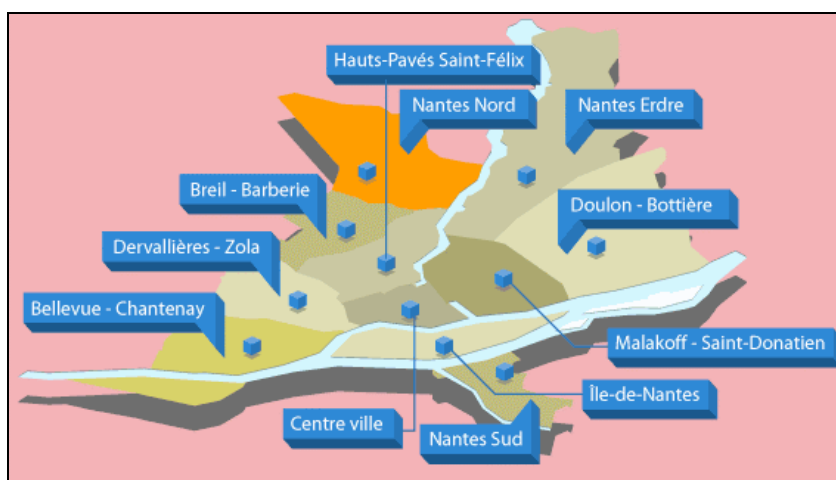 Hauts-Pavés Saint-Félix
Nantes Nord
Nantes Erdre
Breil - Barberie
Doulon - Bottière
Dervallières - Zola
Bellevue - Chantenay
Malakoff - Saint-Donatien
Île-de-Nantes
Centre ville
Nantes Sud